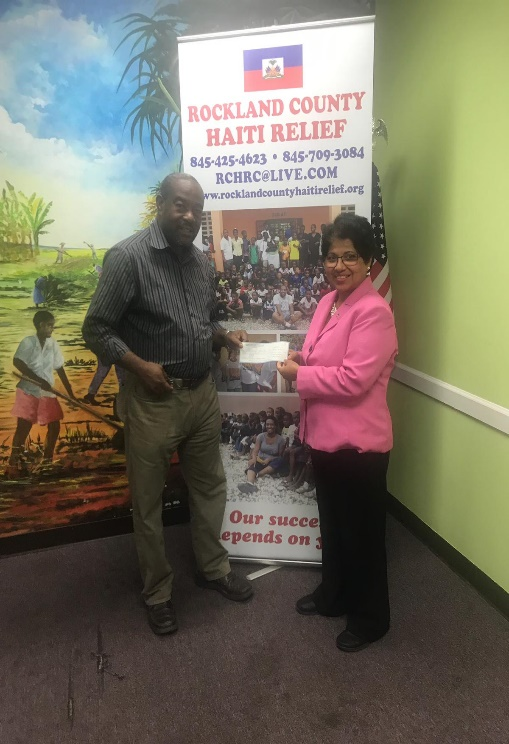 ROCKLAND COUNTY
HAITI RELIEF
845-425-4623 • 845-709-3084
RCHRC@LIVE.COM
www.rocklandcountyhaitirelief.org
Our succe
epends on